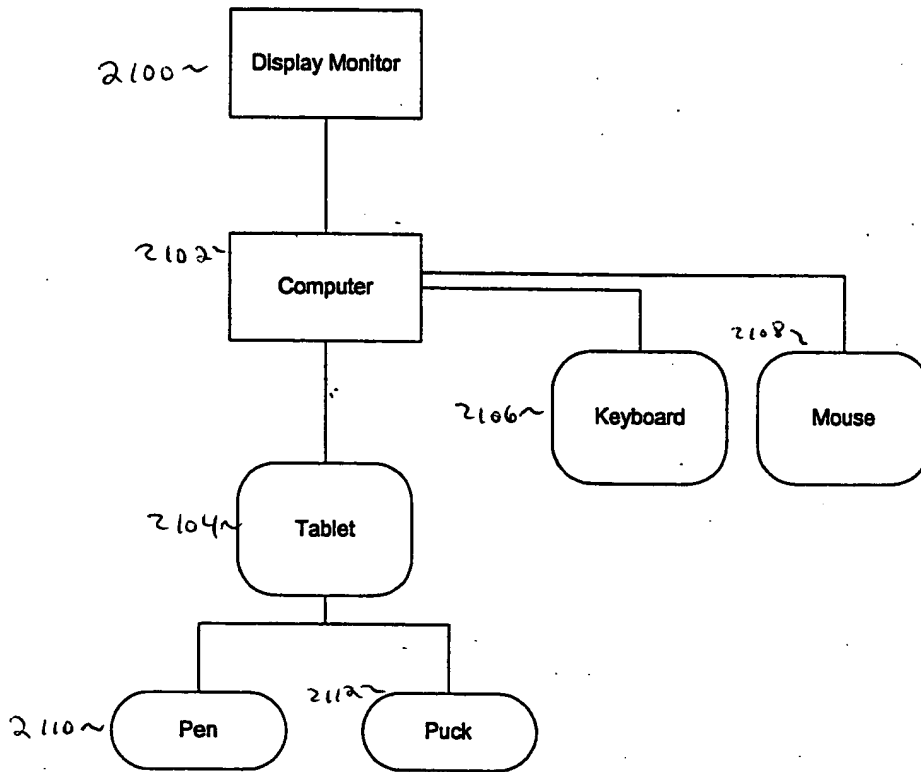 2100~ Display Monitor
2102~ Computer
2108~
2106~ Keyboard Mouse
2104~ Tablet
2110~ Pen 2112~ Puck